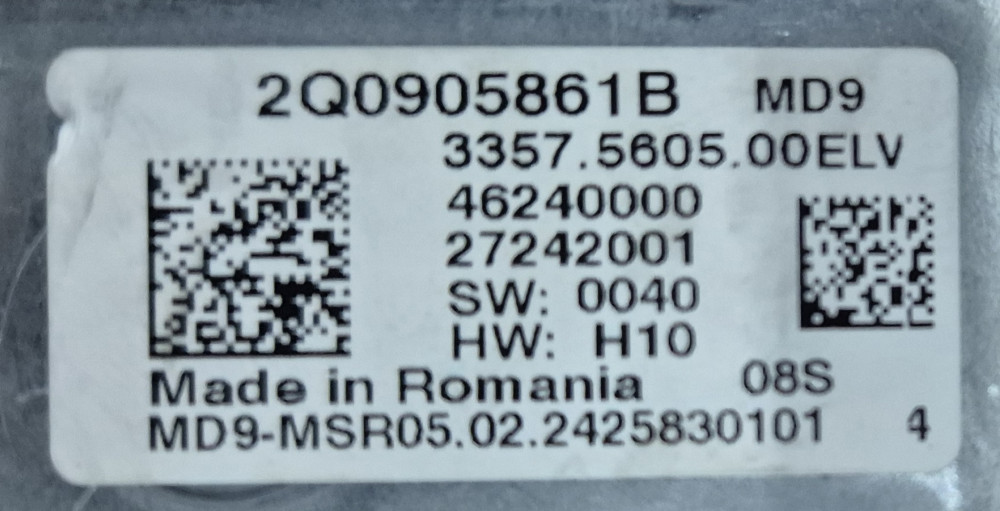 2Q0905861B MD9
3357.5605.00ELV
46240000
27242001
SW: 0040
HW: H10
Made in Romania 08S
MD9-MSR05.02.2425830101 4